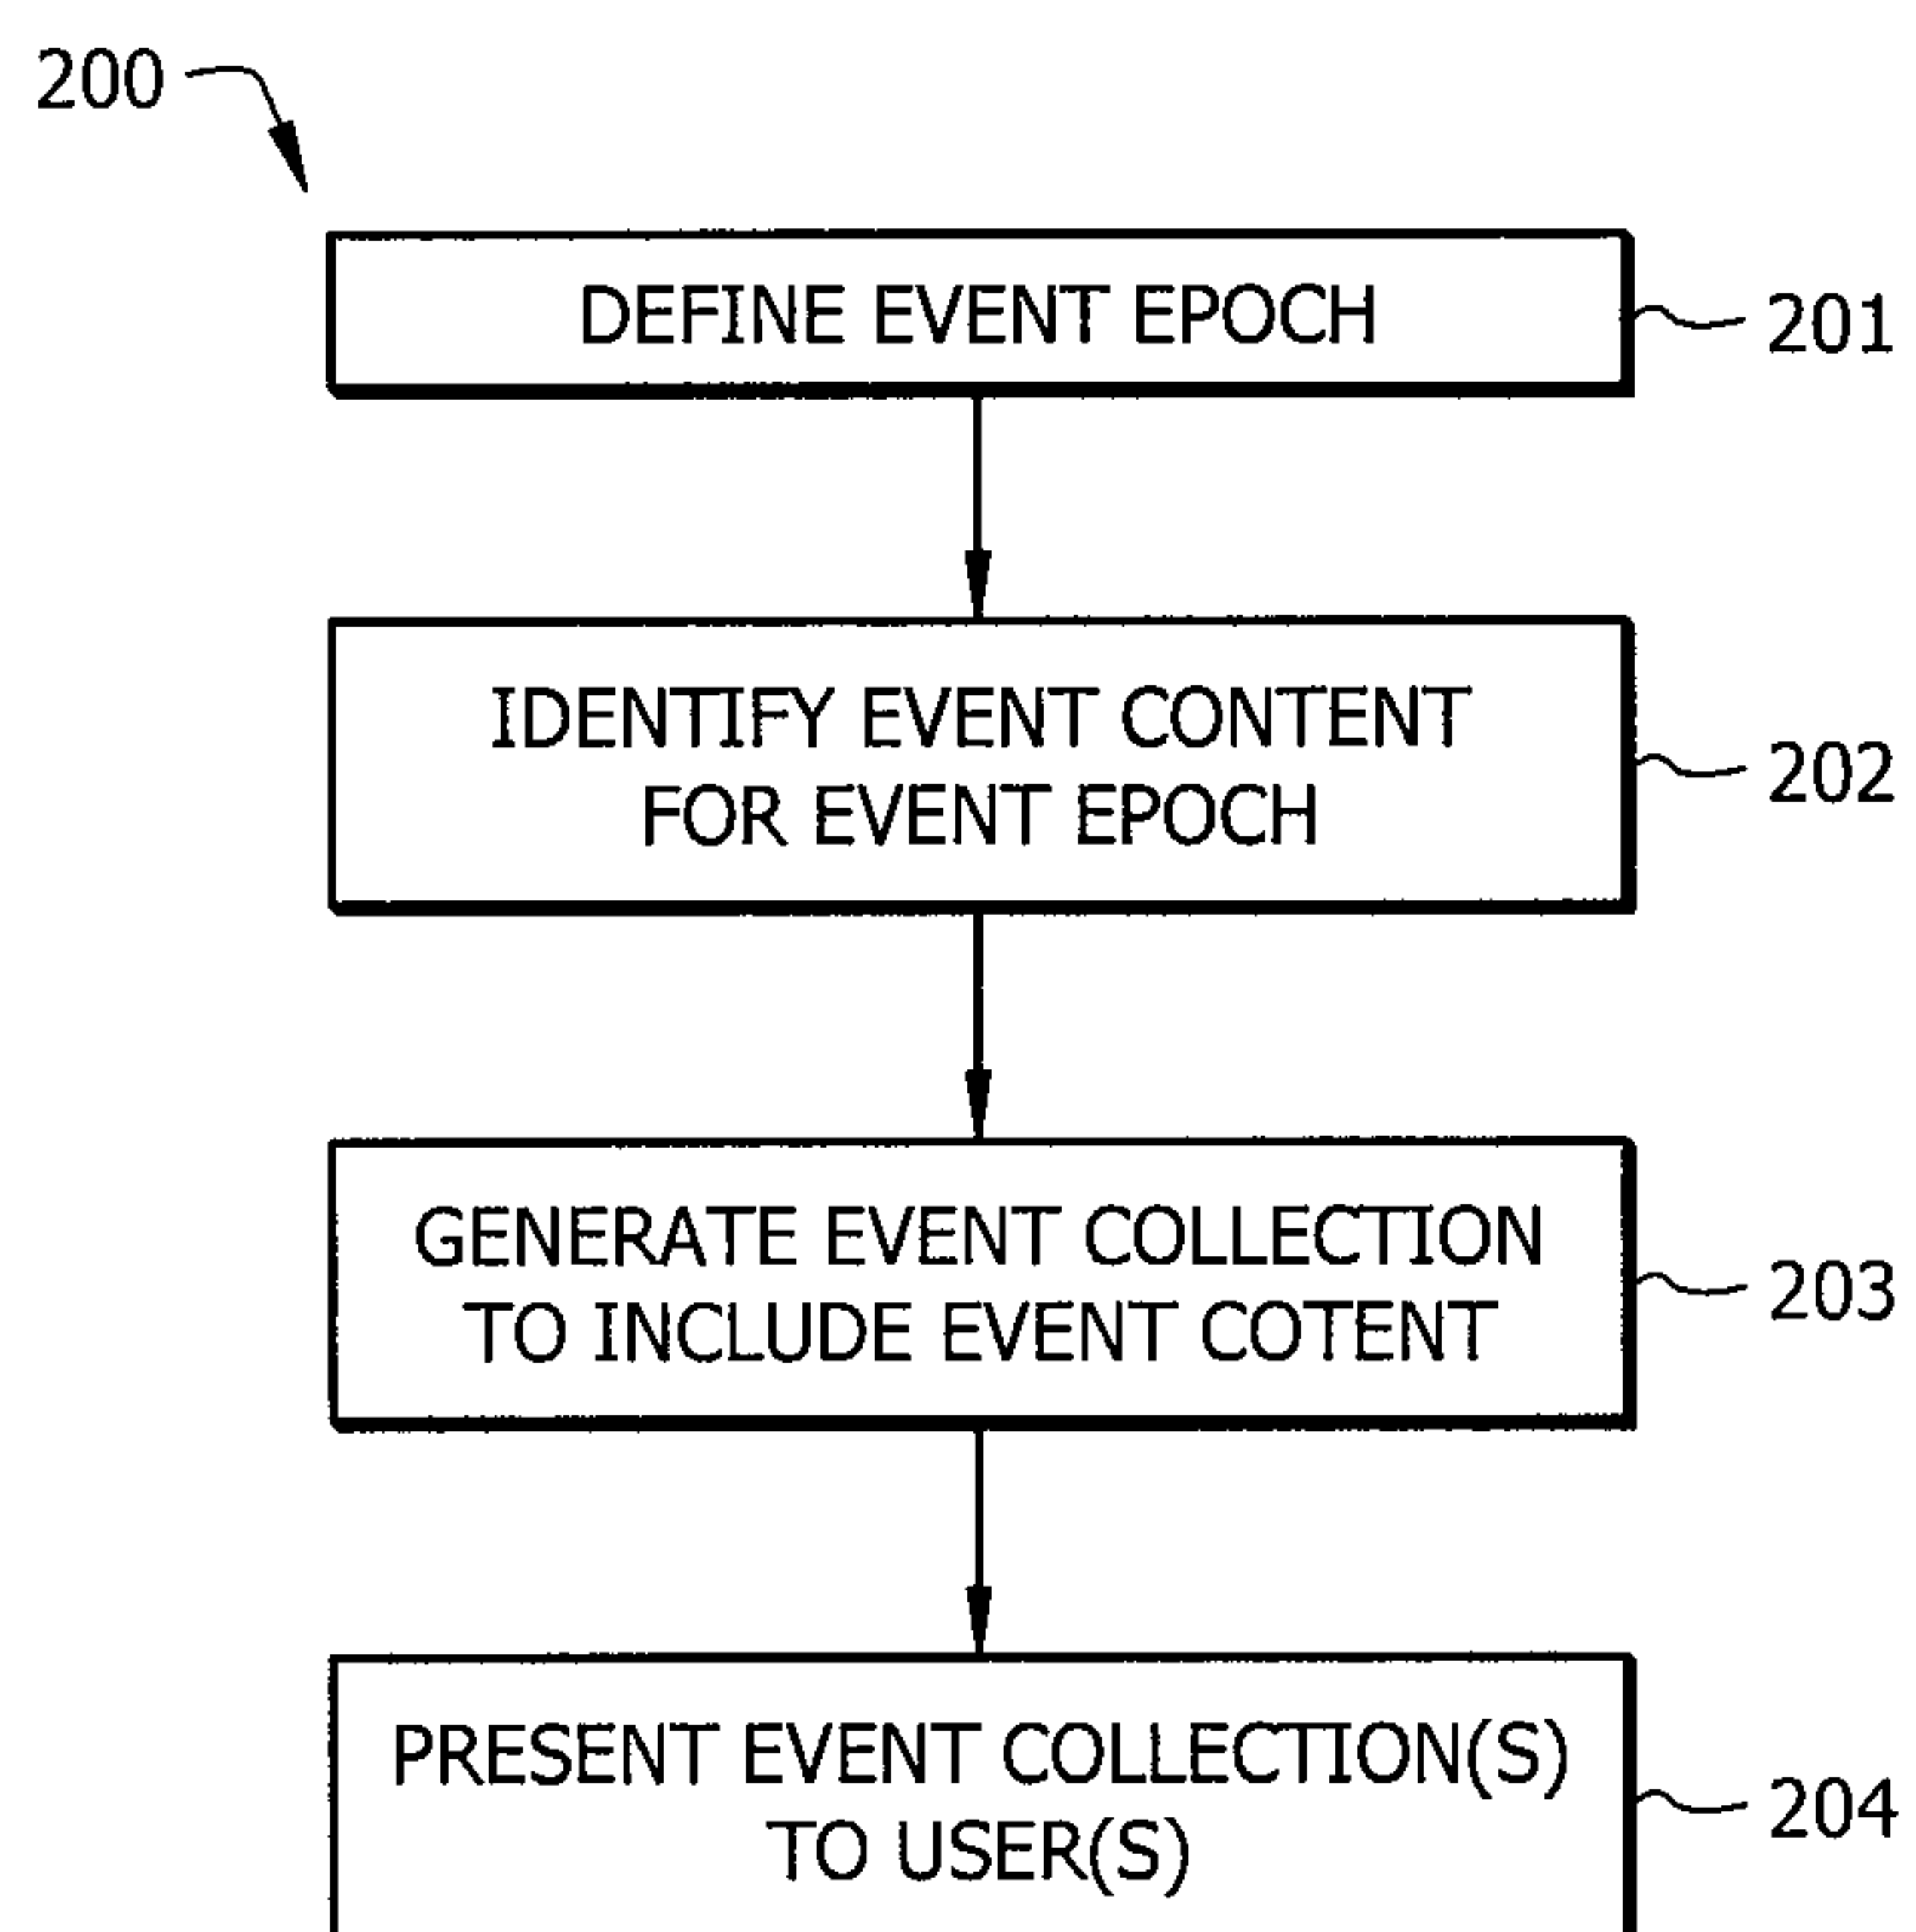 200
DEFINE EVENT EPOCH
201
IDENTIFY EVENT CONTENT
FOR EVENT EPOCH
202
GENERATE EVENT COLLECTION
TO INCLUDE EVENT COTENT
203
PRESENT EVENT COLLECTION(S)
TO USER(S)
204